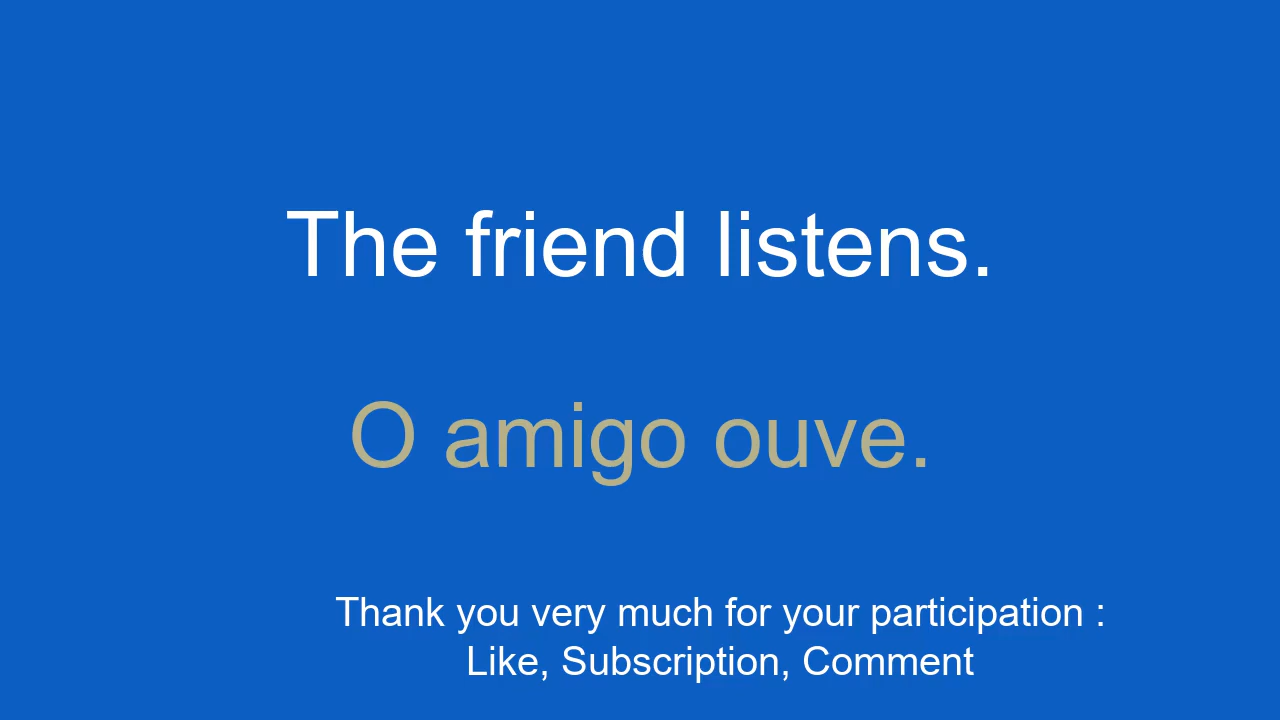 The friend listens.
O amigo ouve.
Thank you very much for your participation :
Like, Subscription, Comment